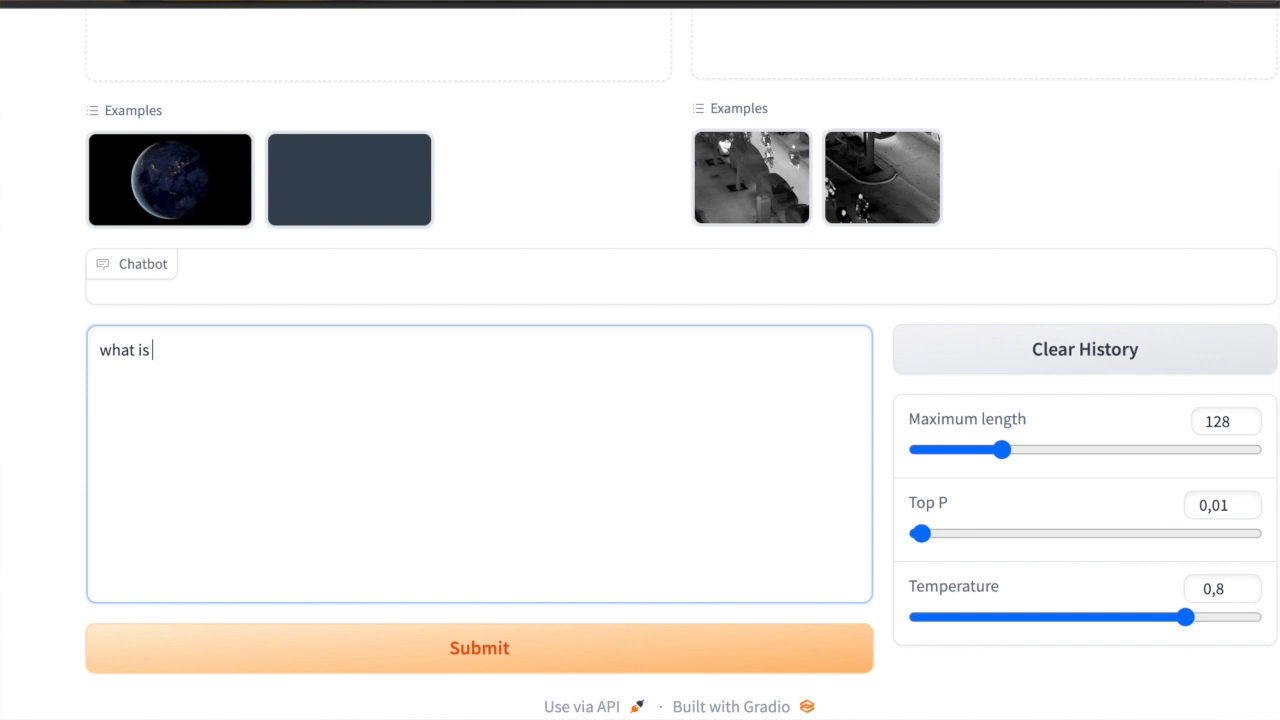 Examples
Examples
Chatbot
what is
Clear History
Maximum length
128
Top P
0,01
Temperature
0,8
Submit
Use via API · Built with Gradio